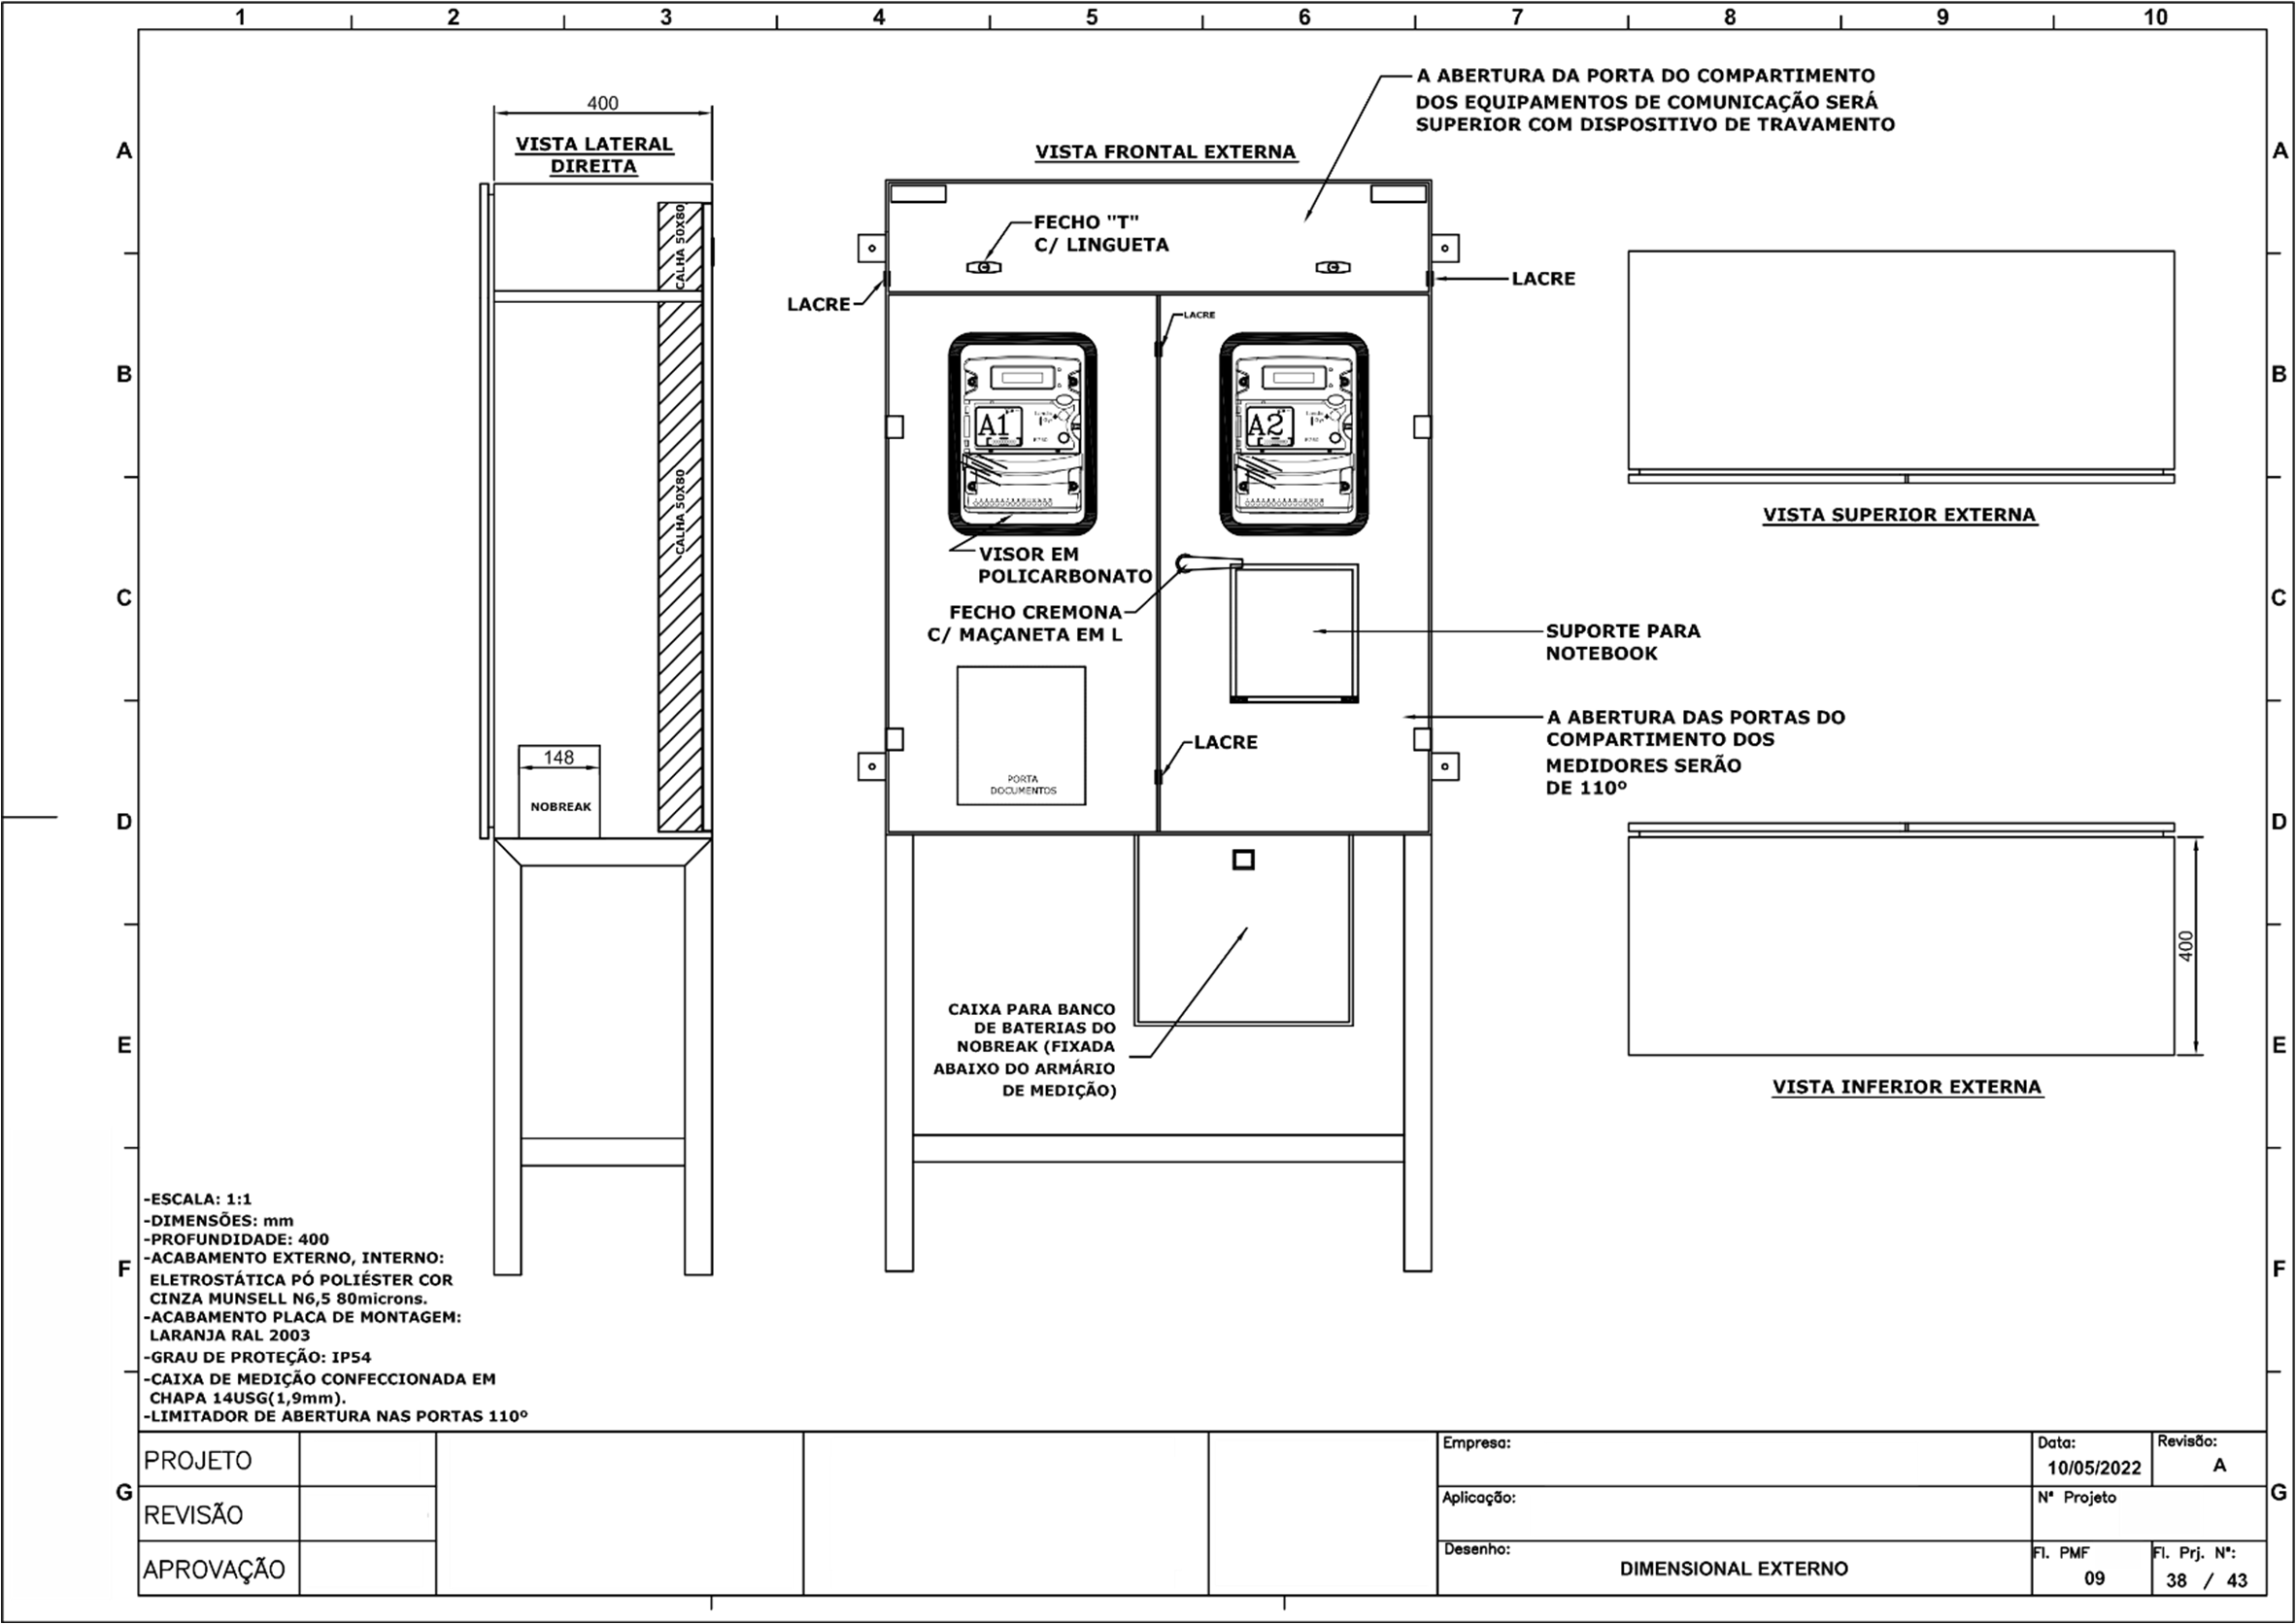 1 2 3 4 5 6 7 8 9 10
A
B
C
D
E
F
G
400
VISTA LATERAL
DIREITA
CALHA 50X80
CALHA 50X80
148
NOBREAK
VISTA FRONTAL EXTERNA
A ABERTURA DA PORTA DO COMPARTIMENTO
DOS EQUIPAMENTOS DE COMUNICAÇÃO SERÁ
SUPERIOR COM DISPOSITIVO DE TRAVAMENTO
FECHO "T"
C/ LINGUETA
LACRE
LACRE
LACRE
A1
A2
VISOR EM
POLICARBONATO
FECHO CREMONA
C/ MAÇANETA EM L
SUPORTE PARA
NOTEBOOK
A ABERTURA DAS PORTAS DO
COMPARTIMENTO DOS
MEDIDORES SERÃO
DE 110º
LACRE
PORTA
DOCUMENTOS
CAIXA PARA BANCO
DE BATERIAS DO
NOBREAK (FIXADA
ABAIXO DO ARMÁRIO
DE MEDIÇÃO)
VISTA SUPERIOR EXTERNA
400
VISTA INFERIOR EXTERNA
A
B
C
D
E
F
G
-ESCALA: 1:1
-DIMENSÕES: mm
-PROFUNDIDADE: 400
-ACABAMENTO EXTERNO, INTERNO:
ELETROSTÁTICA PÓ POLIÉSTER COR
CINZA MUNSELL N6,5 80microns.
-ACABAMENTO PLACA DE MONTAGEM:
LARANJA RAL 2003
-GRAU DE PROTEÇÃO: IP54
-CAIXA DE MEDIÇÃO CONFECCIONADA EM
CHAPA 14USG(1,9mm).
-LIMITADOR DE ABERTURA NAS PORTAS 110º
PROJETO
REVISÃO
APROVAÇÃO
Empresa:
Aplicação:
Desenho:
DIMENSIONAL EXTERNO
Data:
10/05/2022
Revisão:
A
Nº Projeto
Fl. PMF
09
Fl. Prj. Nº:
38 / 43